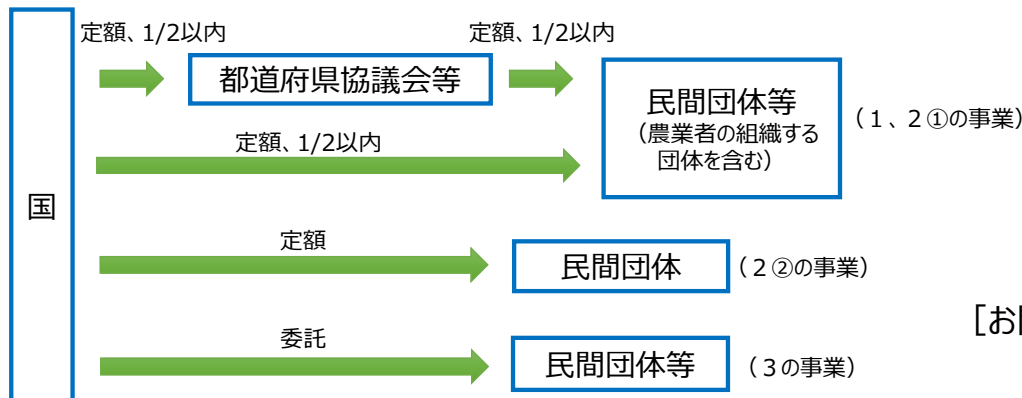 定額、1/2以内
定額、1/2以内
都道府県協議会等
民間団体等
（農業者の組織する
団体を含む）
（１、２①の事業）
定額、1/2以内
国
定額
民間団体
（２②の事業）
[お
委託
民間団体等
（３の事業）